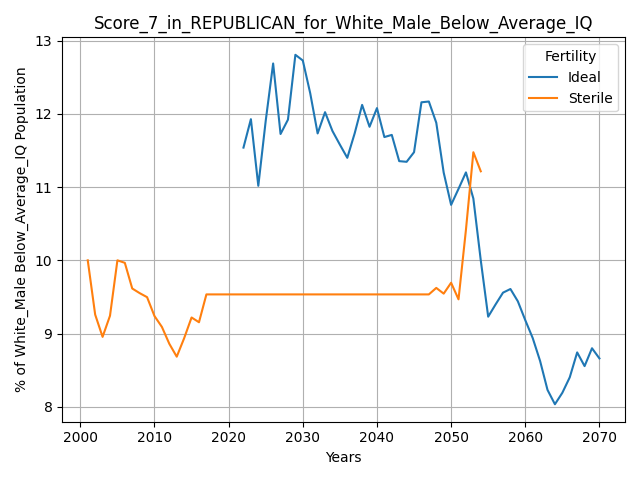 Score_7_in_REPUBLICAN_for_White_Male_Below_Average_IQ
% of White_Male Below_Average_IQ Population
13
12
11
10
9
8
Fertility
Ideal
Sterile
2000 2010 2020 2030 2040 2050 2060 2070
Years